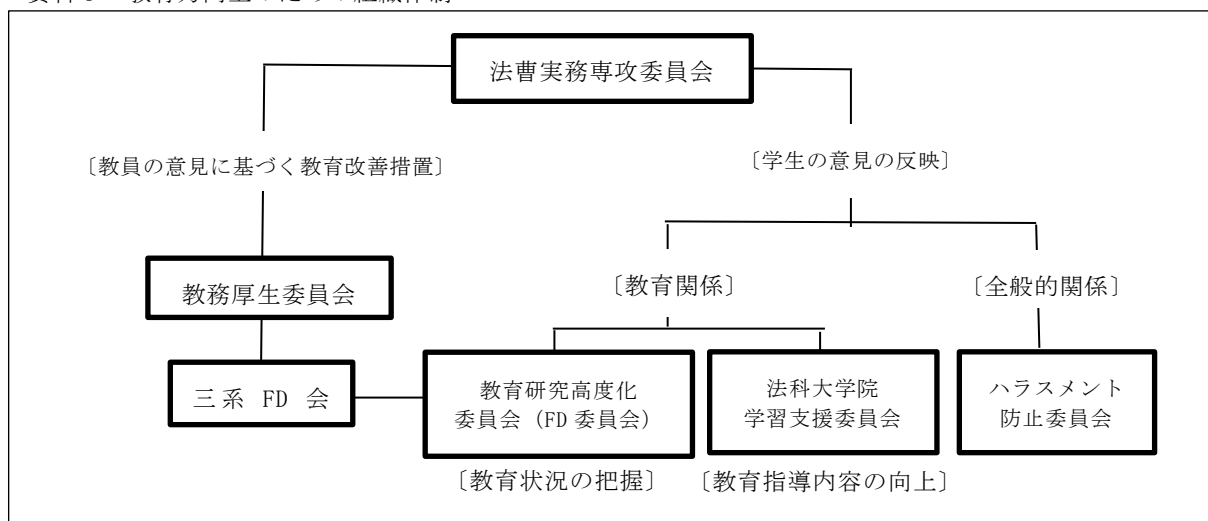 法曹実務専攻委員会
〔教員の意見に基づく教育改善措置〕
〔学生の意見の反映〕
教務厚生委員会
〔教育関係〕
〔全般的関係〕
三系 FD 会
教育研究高度化
委員会（FD 委員会）
法科大学院
学習支援委員会
ハラスメント
防止委員会
〔教育状況の把握〕
〔教育指導内容の向上〕